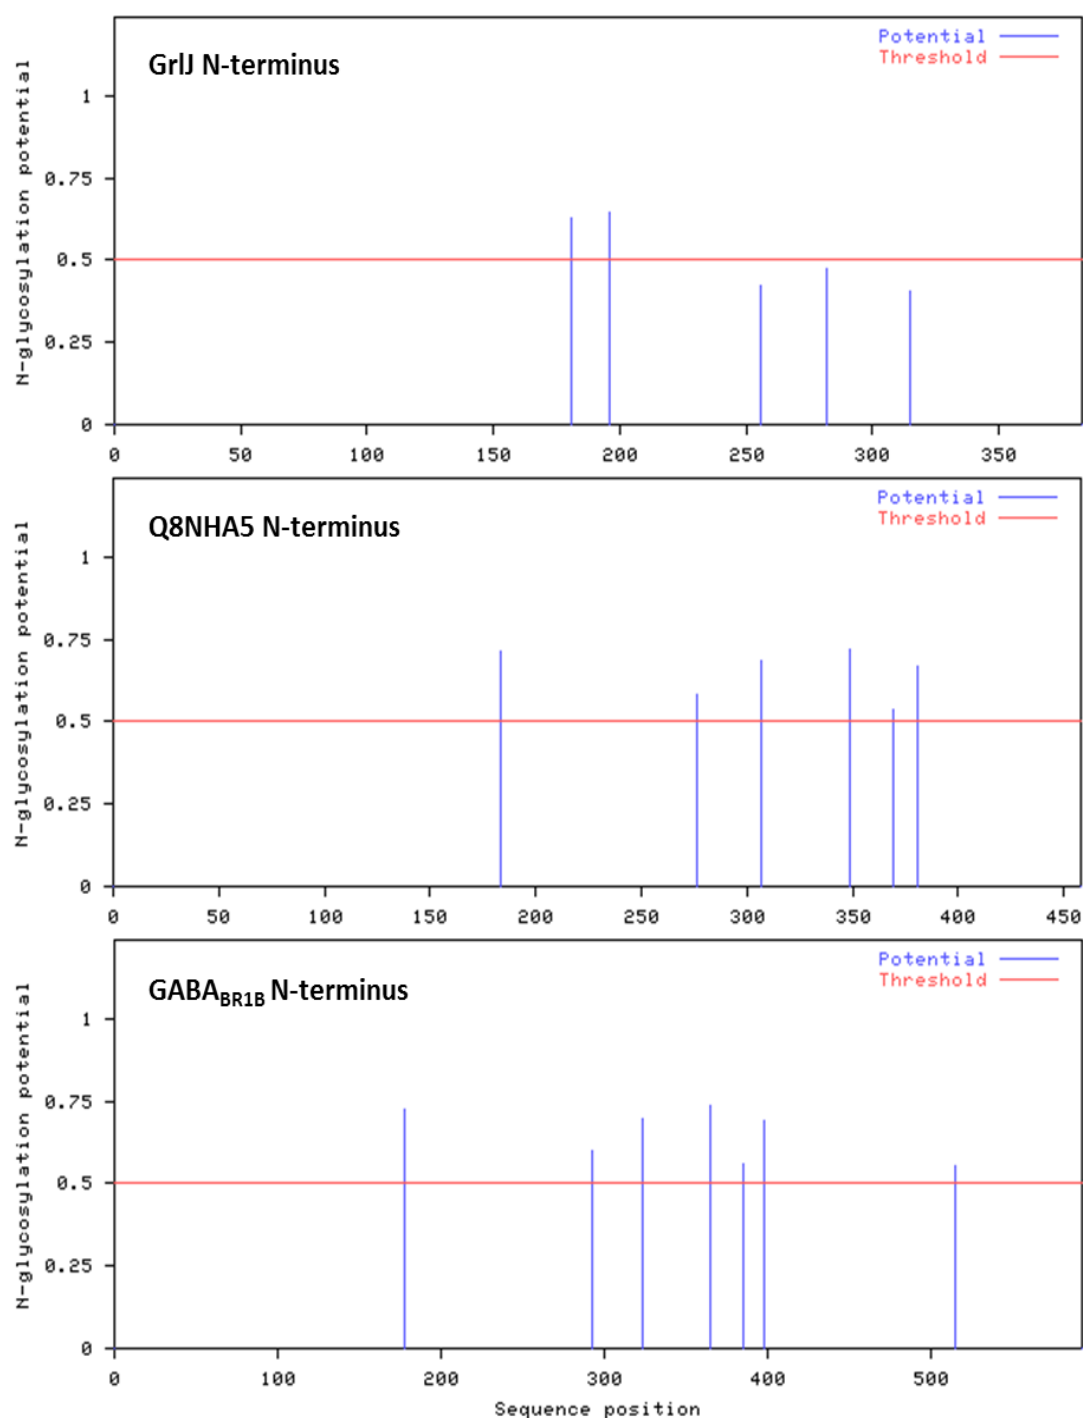 Potential
Threshold
GrlJ N-terminus
N-glycosylation potential
1
0.75
0.5
0.25
0
0 50 100 150 200 250 300 350
Potential
Threshold
Q8NHA5 N-terminus
N-glycosylation potential
1
0.75
0.5
0.25
0
0 50 100 150 200 250 300 350 400 450
Potential
Threshold
GABABR1B N-terminus
N-glycosylation potential
1
0.75
0.5
0.25
0
0 100 200 300 400 500
Sequence position